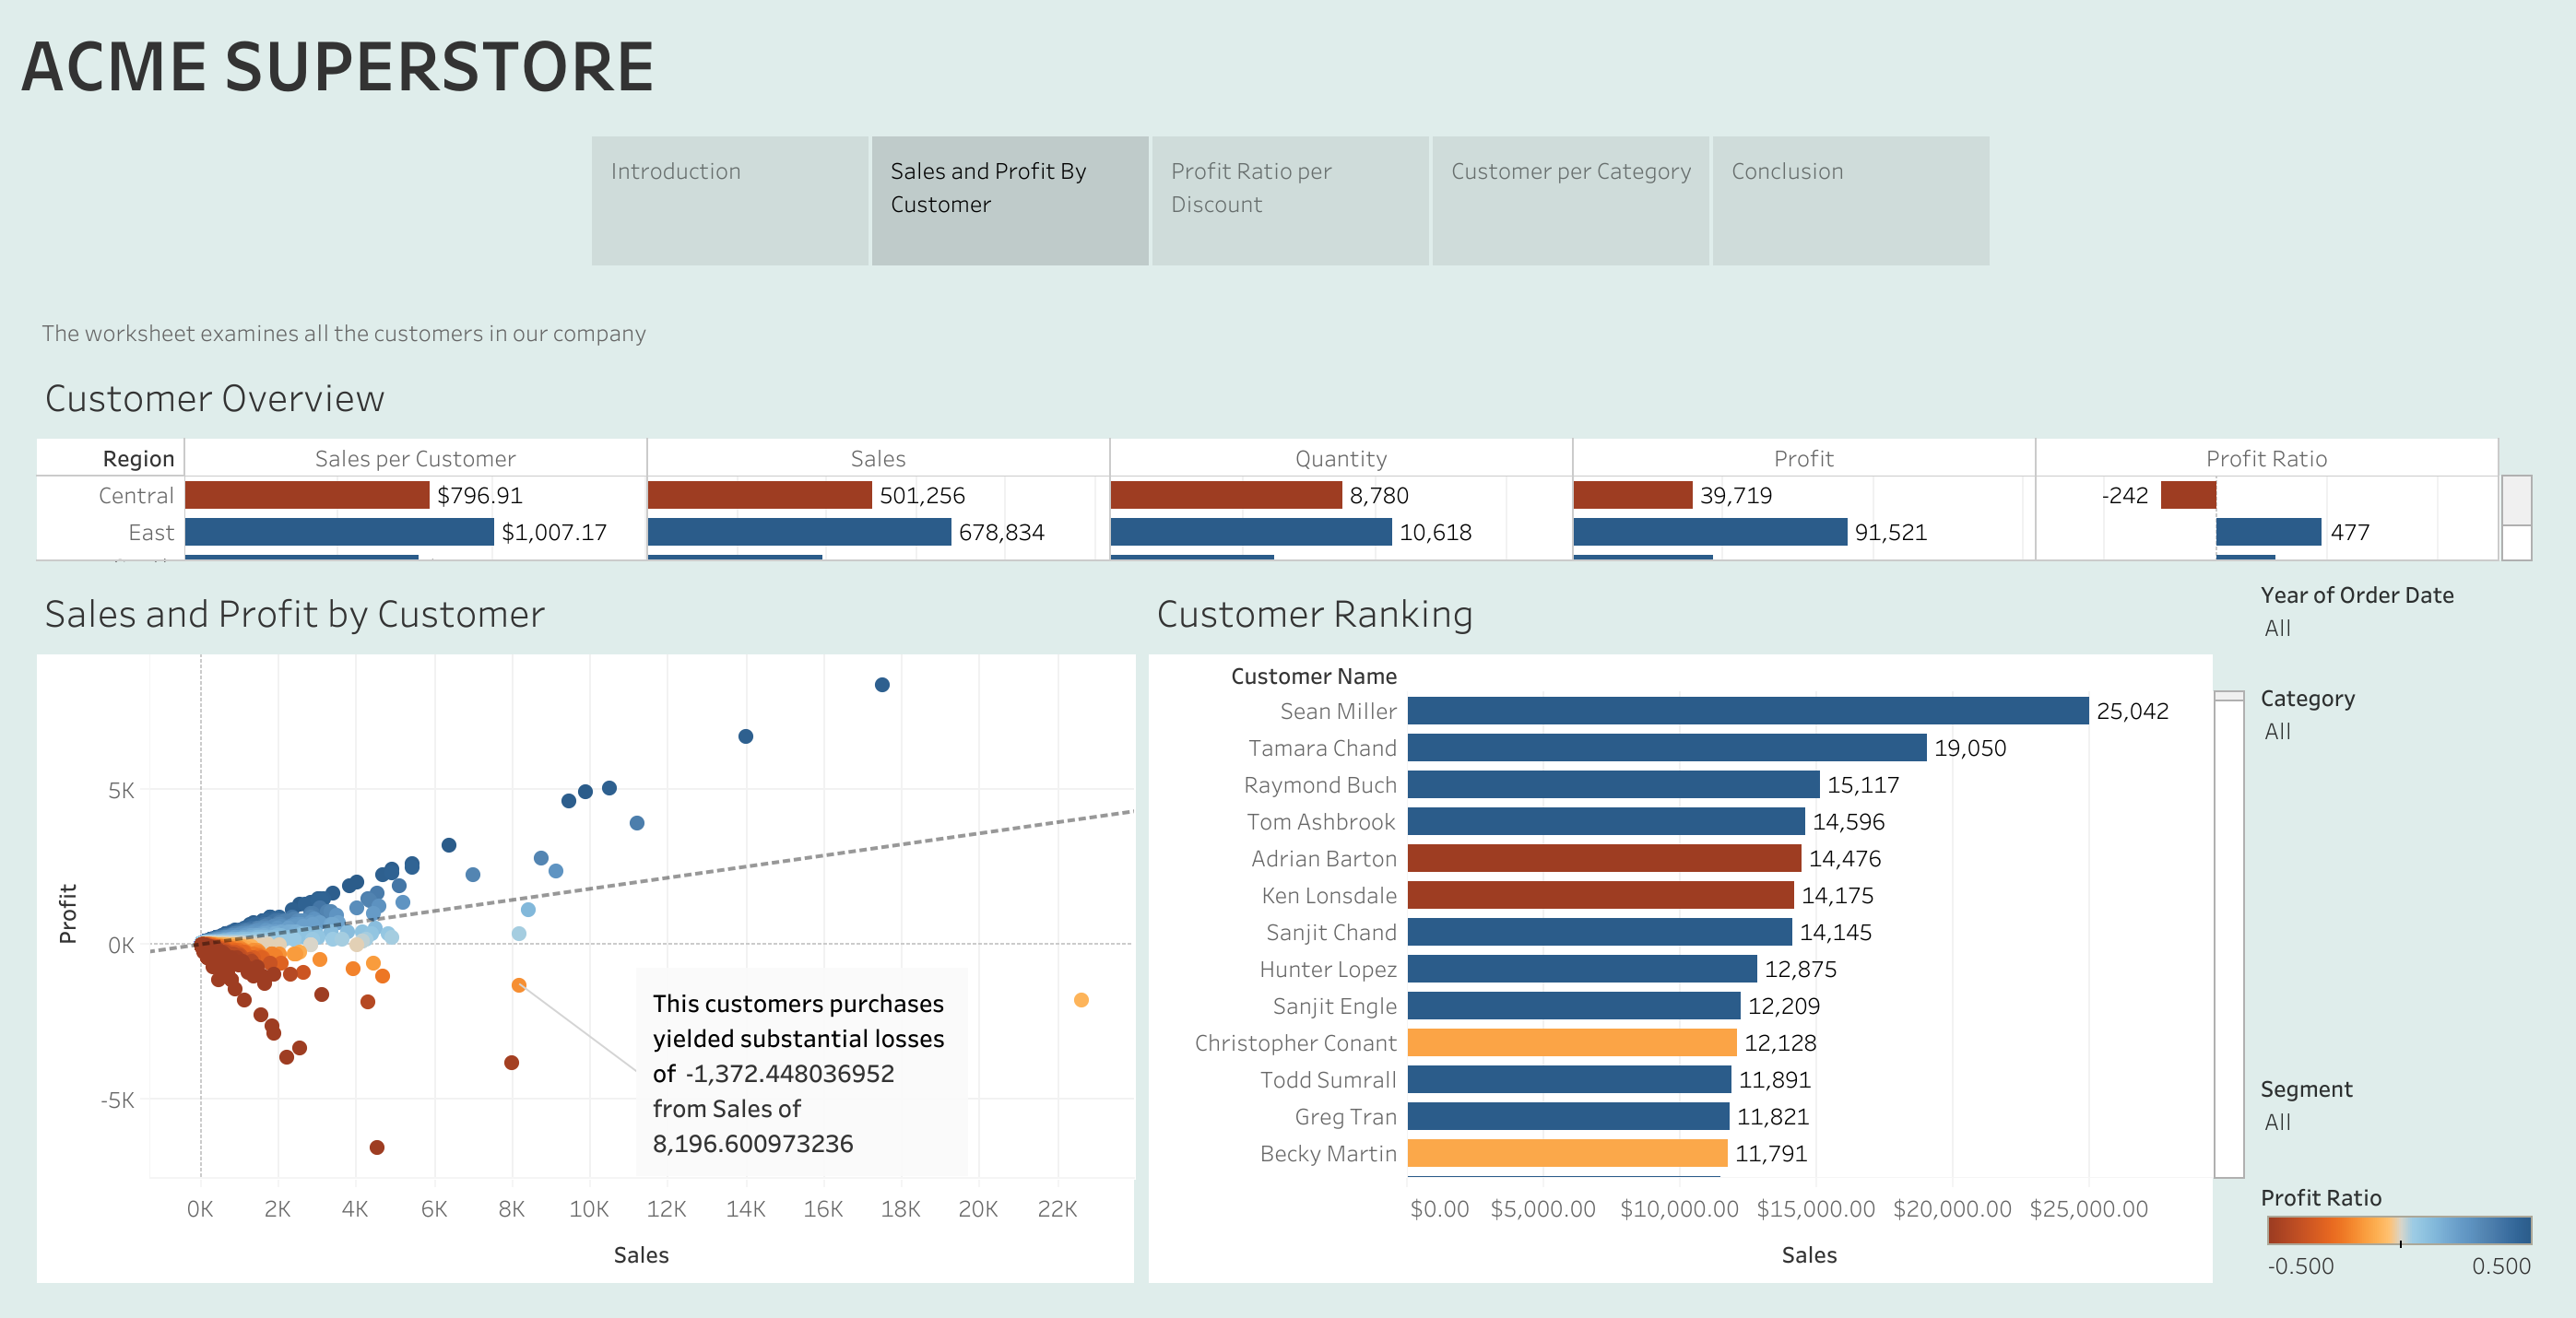 ACME SUPERSTORE
Introduction
Sales and Profit By
Customer
Profit Ratio per
Discount
Customer per Category
Conclusion
The worksheet examines all the customers in our company
Customer Overview
Region Sales per Customer Sales Quantity Profit Profit Ratio
Central $796.91 501,256 8,780 39,719 -242
East $1,007.17 678,834 10,618 91,521 477
Sales and Profit by Customer
Profit
5K
0K
-5K
This customers purchases
yielded substantial losses
of -1,372.448036952
from Sales of
8,196.600973236
0K 2K 4K 6K 8K 10K 12K 14K 16K 18K 20K 22K
Sales
Customer Ranking
Customer Name
Sean Miller 25,042
Tamara Chand 19,050
Raymond Buch 15,117
Tom Ashbrook 14,596
Adrian Barton 14,476
Ken Lonsdale 14,175
Sanjit Chand 14,145
Hunter Lopez 12,875
Sanjit Engle 12,209
Christopher Conant 12,128
Todd Sumrall 11,891
Greg Tran 11,821
Becky Martin 11,791
$0.00 $5,000.00 $10,000.00 $15,000.00 $20,000.00 $25,000.00
Sales
Year of Order Date
All
Category
All
Segment
All
Profit Ratio
-0.500 0.500